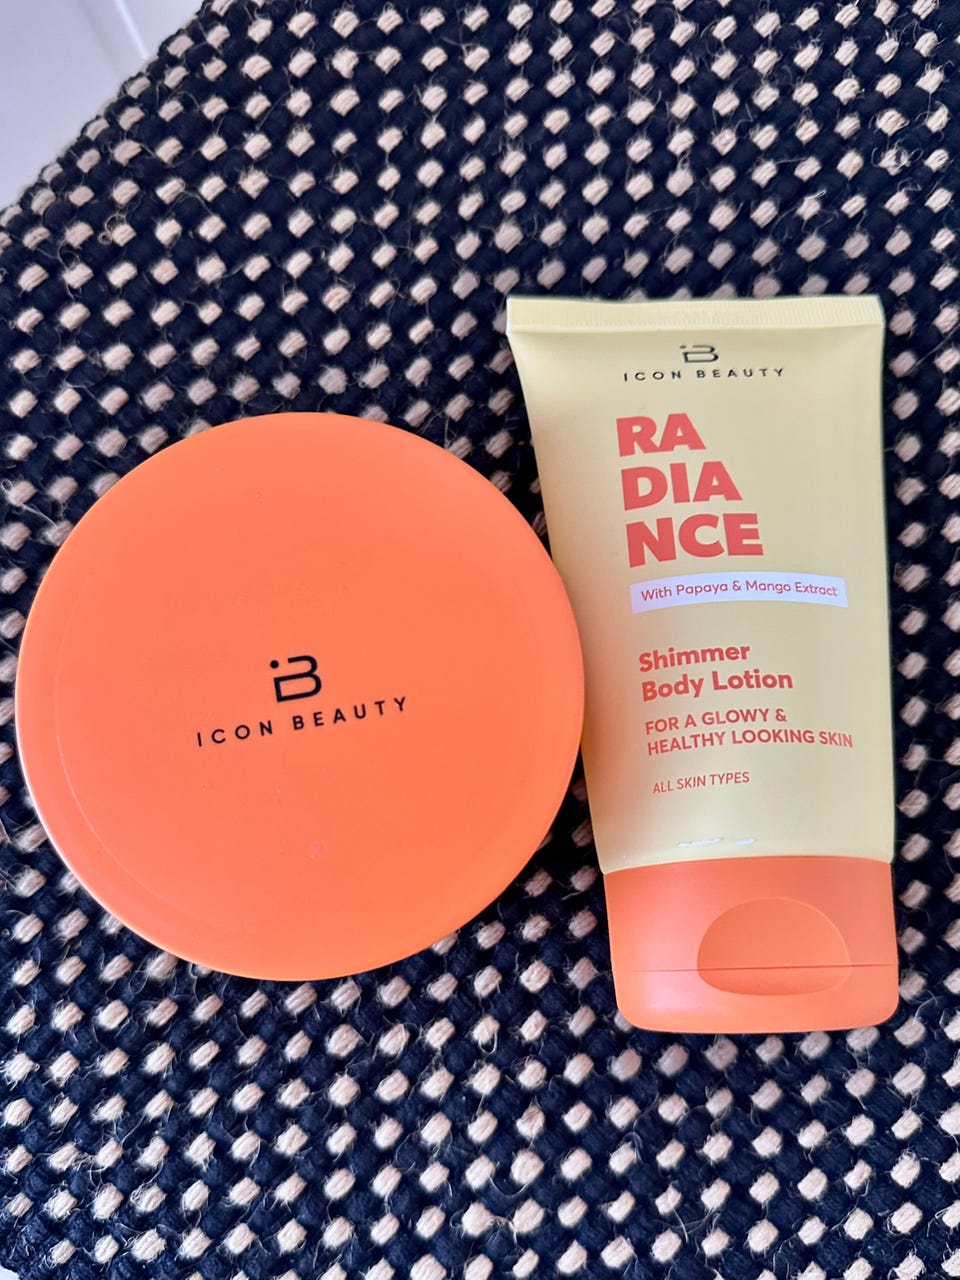 ICON BEAUTY
ICON BEAUTY
RA
DIA
NCE
With Papaya & Mango Extract
Shimmer
Body Lotion
FOR A GLOWY &
HEALTHY LOOKING SKIN
ALL SKIN TYPES